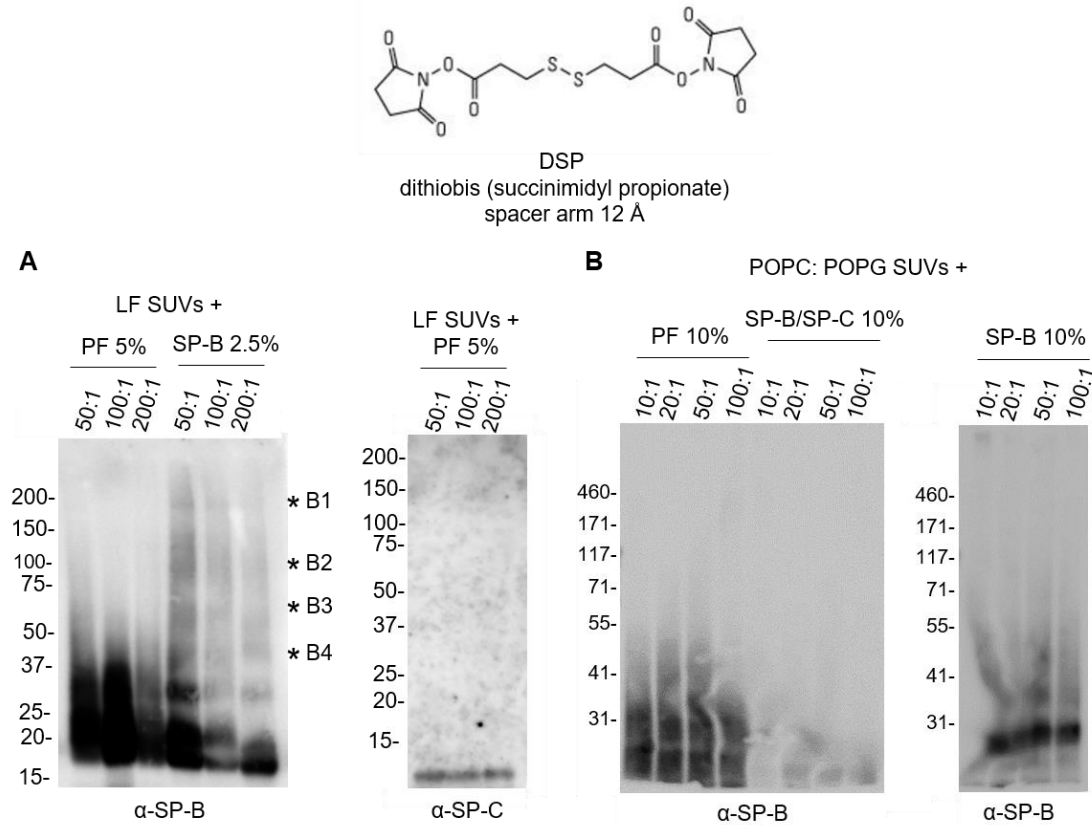 O O
O O
N O S S O N
O O
O O
DSP
dithiobis (succinimidyl propionate)
spacer arm 12 Å
A
LF SUVs +
PF 5% SP-B 2.5%
50:1 100:1 200:1 50:1 100:1 200:1
200-
150-
100-
75-
50-
37-
25-
20-
15-
* B1
* B2
* B3
* B4
α-SP-B
LF SUVs +
PF 5%
50:1 100:1 200:1
200-
150-
100-
75-
50-
37-
25-
20-
15-
α-SP-C
B
POPC: POPG SUVs +
PF 10% SP-B/SP-C 10%
10:1 20:1 50:1 100:1 10:1 20:1 50:1 100:1
460-
171-
117-
71-
55-
41-
31-
α-SP-B
SP-B 10%
10:1 20:1 50:1 100:1
460-
171-
117-
71-
55-
41-
31-
α-SP-B